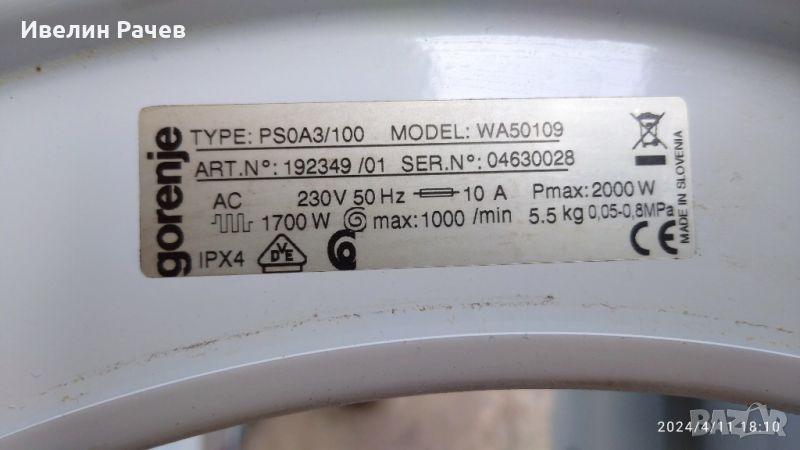 Ивелин Рачев
gorenje
TYPE: PS0A3/100 MODEL: WA50109
ART.N°: 192349 /01 SER.N°: 04630028
AC 230V 50 Hz 10 A Pmax: 2000 W
1700 W max: 1000 /min 5.5 kg 0,05-0,8MPa
IPX4 DVE CE
MADE IN SLOVENIA
BAZAR
2024/4/11 18:10